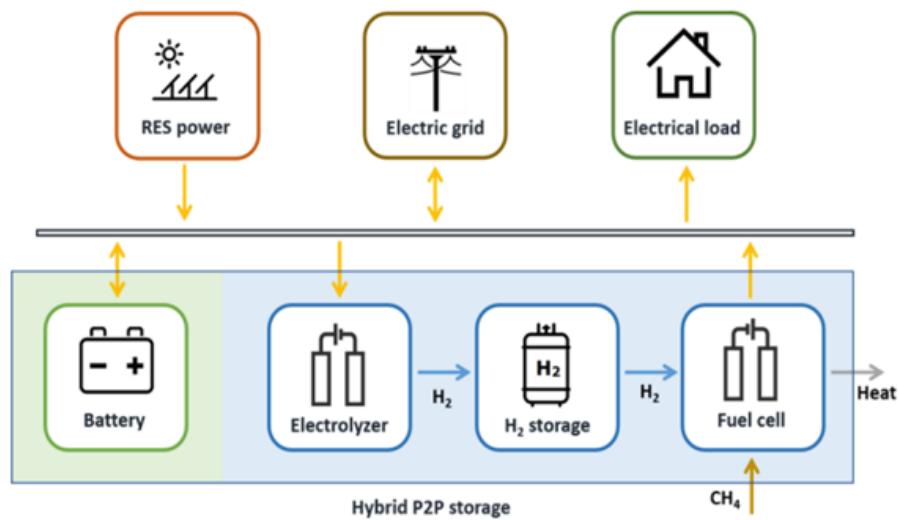 RES power
Electric grid
Electrical load
Battery
Electrolyzer
H₂
H2
H₂ storage
H₂
Fuel cell
Heat
CH₄
Hybrid P2P storage